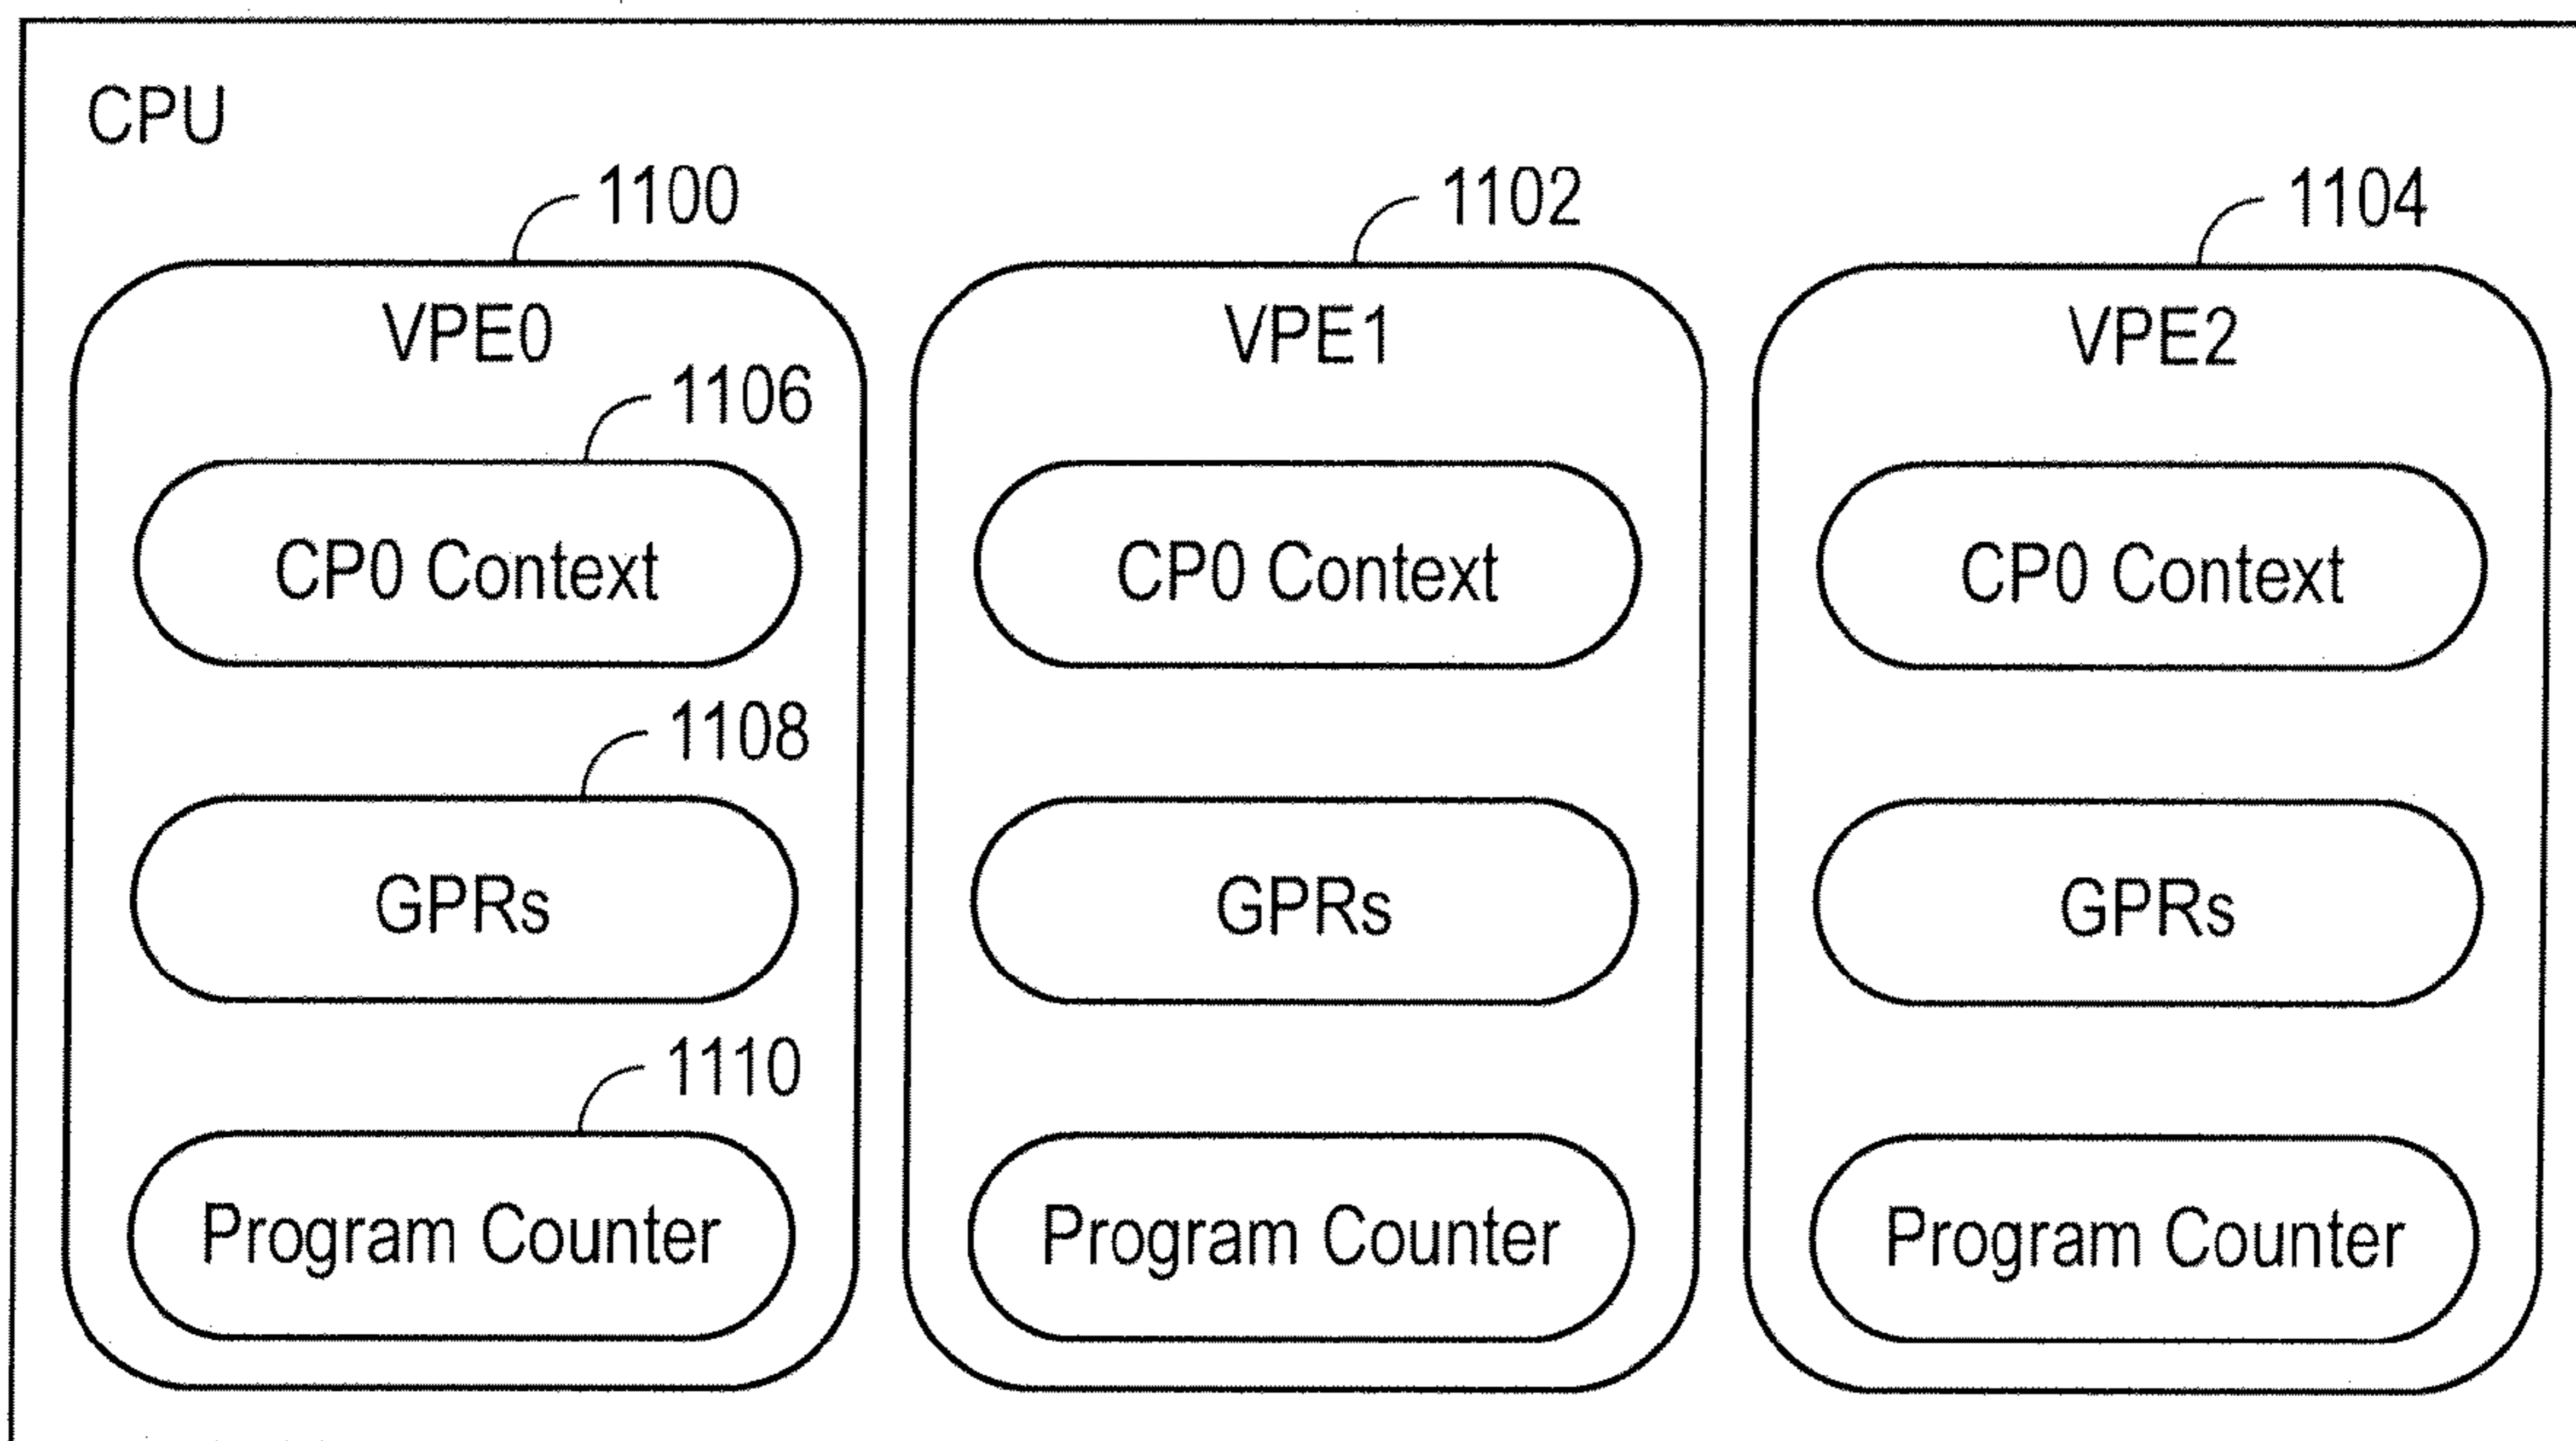 CPU
1100 1102 1104
VPE0 VPE1 VPE2
1106
CP0 Context CP0 Context CP0 Context
1108
GPRs GPRs GPRs
1110
Program Counter Program Counter Program Counter